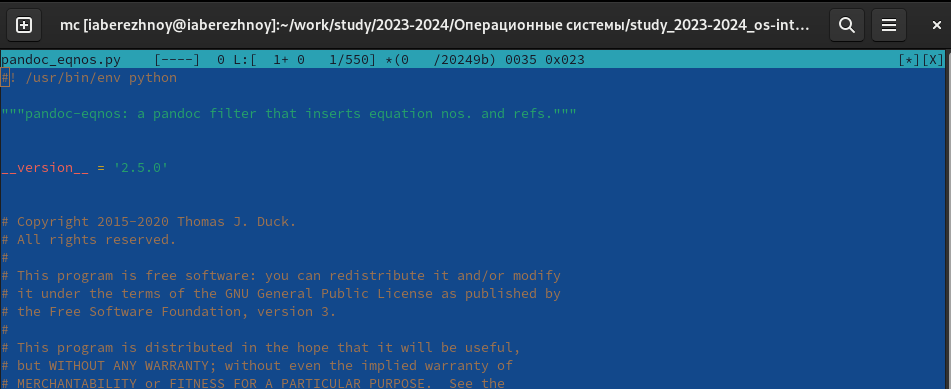 mc [iaberezhnoy@iaberezhnoy]:~/work/study/2023-2024/Операционные системы/study_2023-2024_os-int...
pandoc_eqnos.py    [----]  0 L:[  1+ 0   1/550] *(0   /20249b) 0035 0x023    [*][X]
#! /usr/bin/env python
"""pandoc-eqnos: a pandoc filter that inserts equation nos. and refs."""
__version__ = '2.5.0'
# Copyright 2015-2020 Thomas J. Duck.
# All rights reserved.
#
# This program is free software: you can redistribute it and/or modify
# it under the terms of the GNU General Public License as published by
# the Free Software Foundation, version 3.
#
# This program is distributed in the hope that it will be useful,
# but WITHOUT ANY WARRANTY; without even the implied warranty of
# MERCHANTABILITY or FITNESS FOR A PARTICULAR PURPOSE.  See the